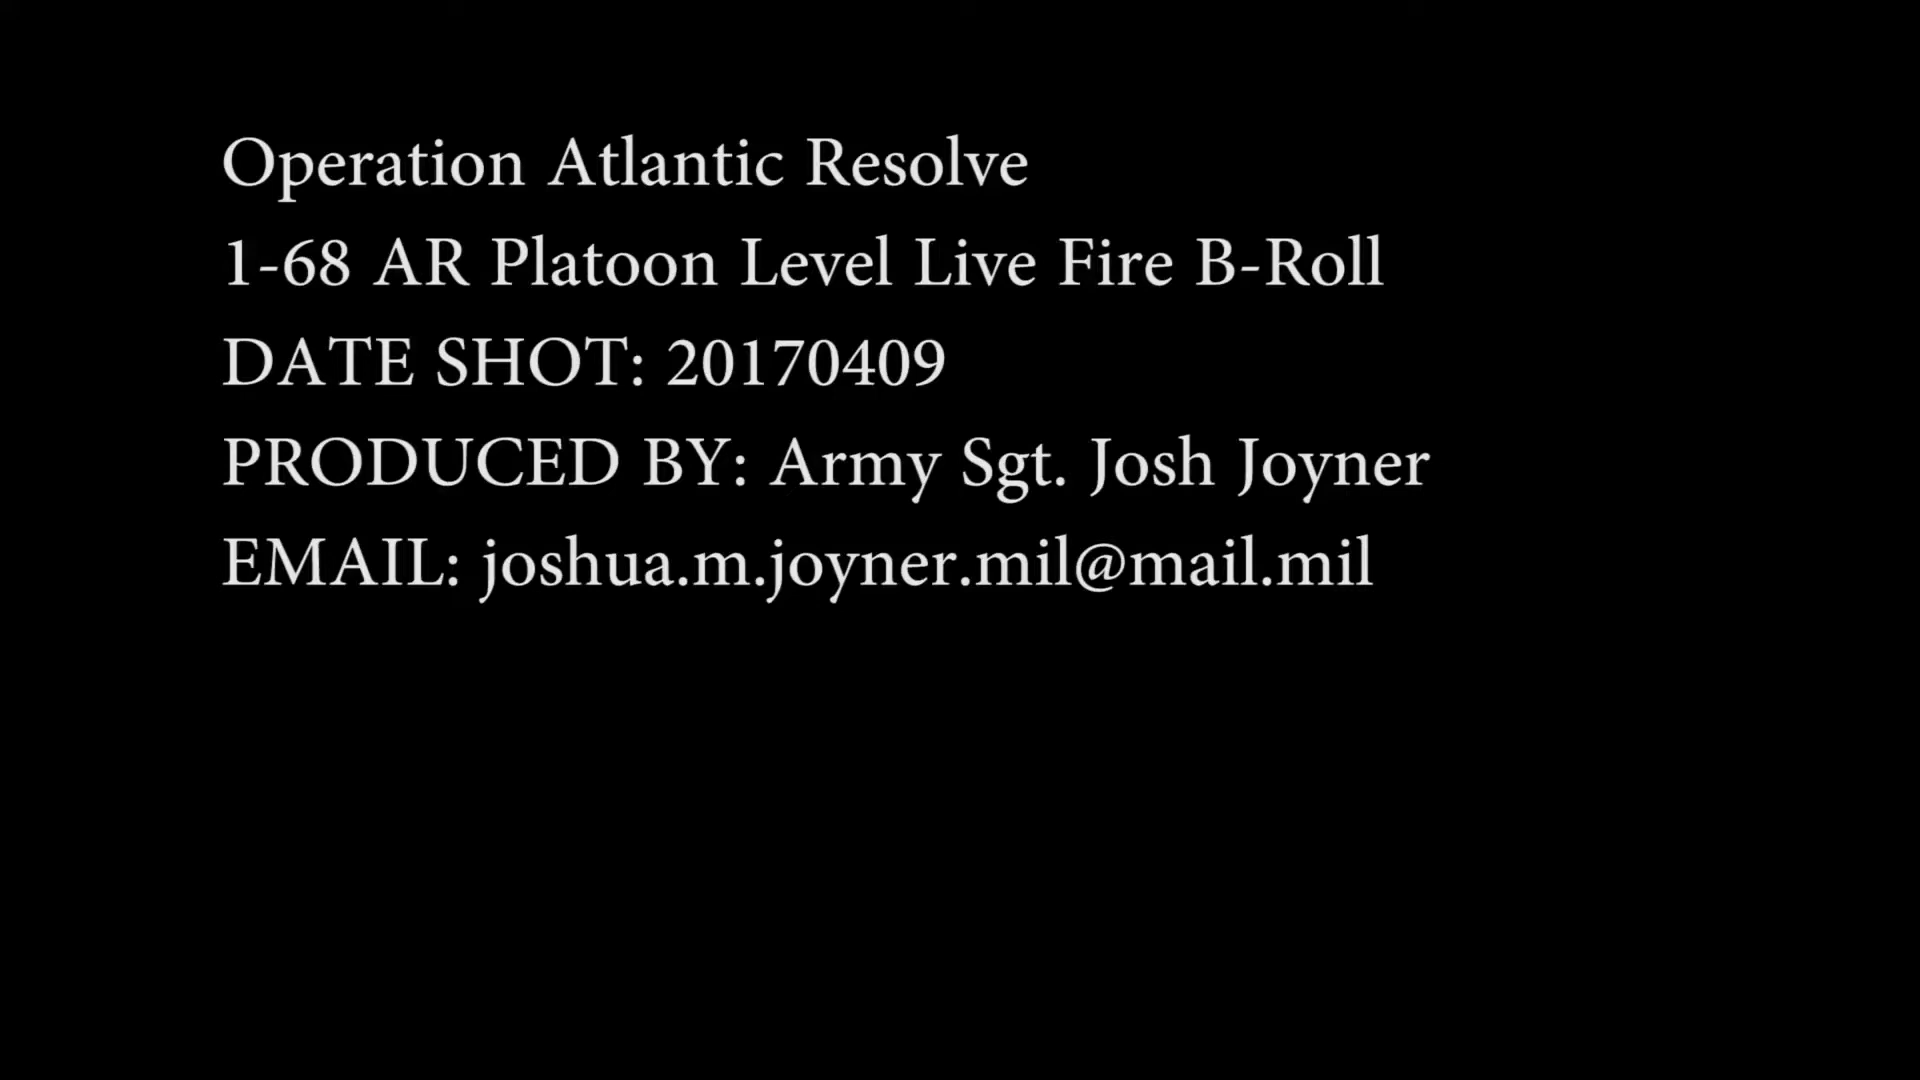 Operation Atlantic Resolve
1-68 AR Platoon Level Live Fire B-Roll
DATE SHOT: 20170409
PRODUCED BY: Army Sgt. Josh Joyner
EMAIL: joshua.m.joyner.mil@mail.mil